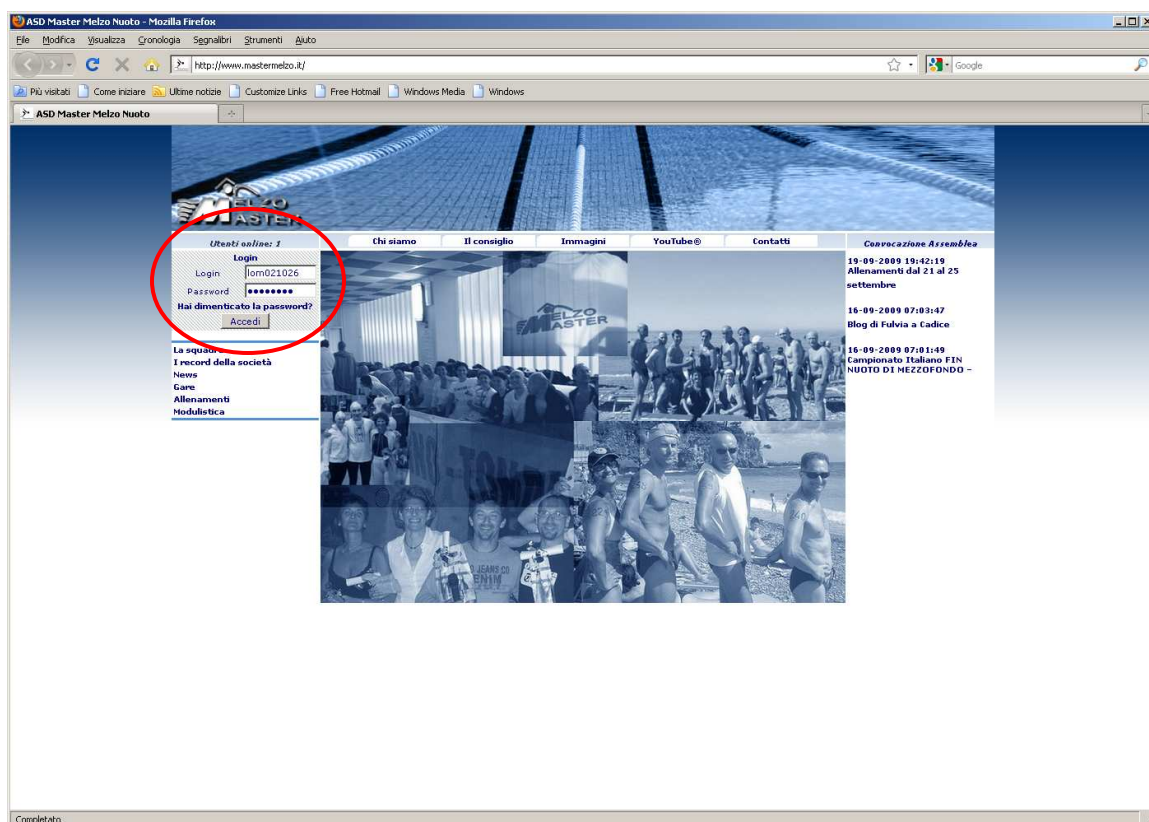 ASD Master Melzo Nuoto - Mozilla Firefox
File Modifica Visualizza Cronologia Segnalibri Strumenti Aiuto
http://www.mastermelzo.it/
Google
Più visitati Come iniziare Ultime notizie Customize Links Free Hotmail Windows Media Windows
ASD Master Melzo Nuoto
MELZO
MASTER
Utenti online: 1
Chi siamo Il consiglio Immagini YouTube® Contatti
Convocazione Assemblea
Login
Login lom021026
Password ●●●●●●●●
Hai dimenticato la password?
Accedi
La squadra
I record della società
News
Gare
Allenamenti
Modulistica
MELZO
MASTER
JEANS CO
DENIM
19-09-2009 19:42:19
Allenamenti dal 21 al 25
settembre
16-09-2009 07:03:47
Blog di Fulvia a Cadice
16-09-2009 07:01:49
Campionato Italiano FIN
NUOTO DI MEZZOFONDO –
Completato